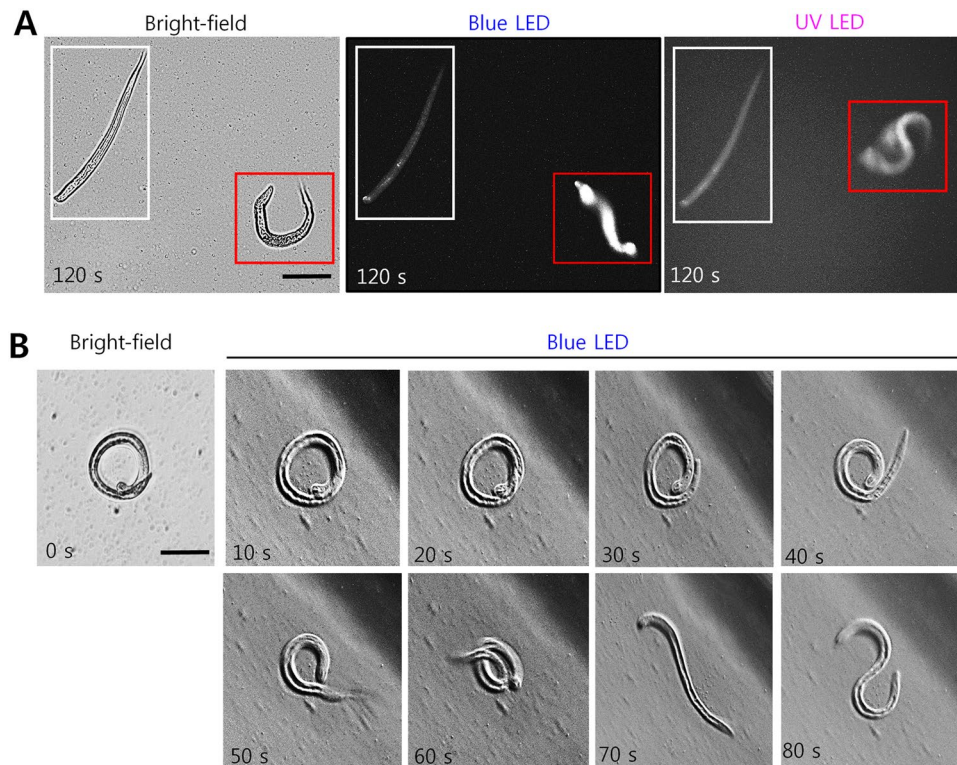 A
Bright-field
Blue LED
UV LED
120 s
120 s
120 s
B
Bright-field
Blue LED
0 s
10 s
20 s
30 s
40 s
50 s
60 s
70 s
80 s